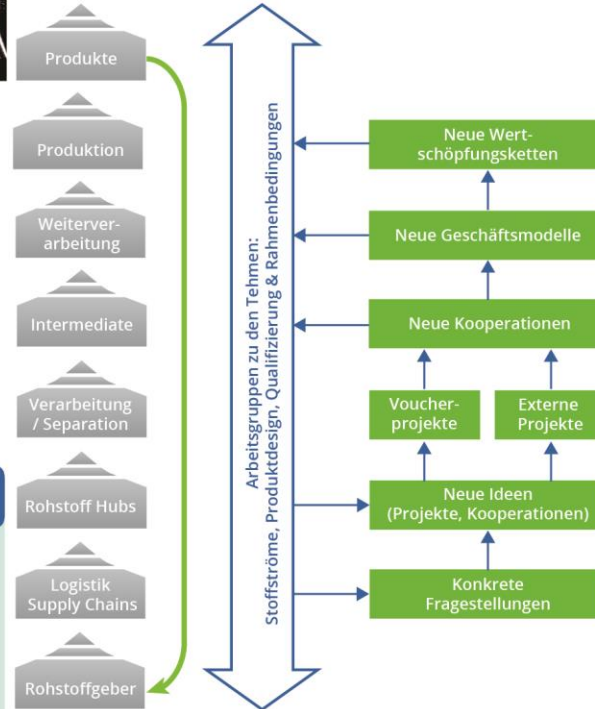 Produkte
Produktion
Weiterver-
arbeitung
Intermediate
Verarbeitung
/ Separation
Rohstoff Hubs
Logistik
Supply Chains
Rohstoffgeber
Arbeitsgruppen zu den Tehmen:
Stoffströme, Produktdesign, Qualifizierung & Rahmenbedingungen
Neue Wert-
schöpfungsketten
Neue Geschäftsmodelle
Neue Kooperationen
Voucher-
projekte
Externe
Projekte
Neue Ideen
(Projekte, Kooperationen)
Konkrete
Fragestellungen